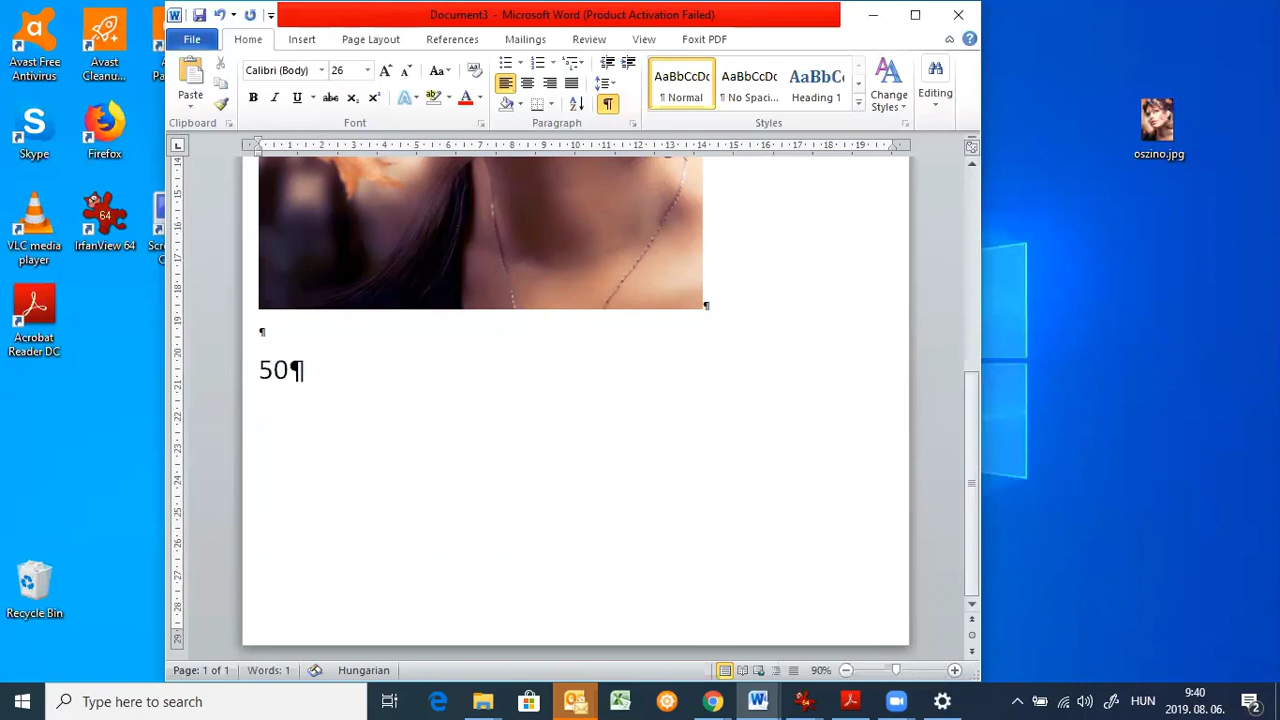 Document3 - Microsoft Word (Product Activation Failed)
File
Home
Insert
Page Layout
References
Mailings
Review
View
Foxit PDF
Paste
Calibri (Body)
26
AaBbCcDc
¶ Normal
AaBbCcDc
¶ No Spaci...
AaBbC
Heading 1
Change
Styles
Editing
Clipboard
Font
Paragraph
Styles
¶
¶
50¶
Page: 1 of 1
Words: 1
Hungarian
90%
Avast Free
Antivirus
Avast
Cleanu...
Skype
Firefox
VLC media
player
64
IrfanView 64
Acrobat
Reader DC
Recycle Bin
oszino.jpg
Type here to search
HUN
9:40
2019. 08. 06.
2